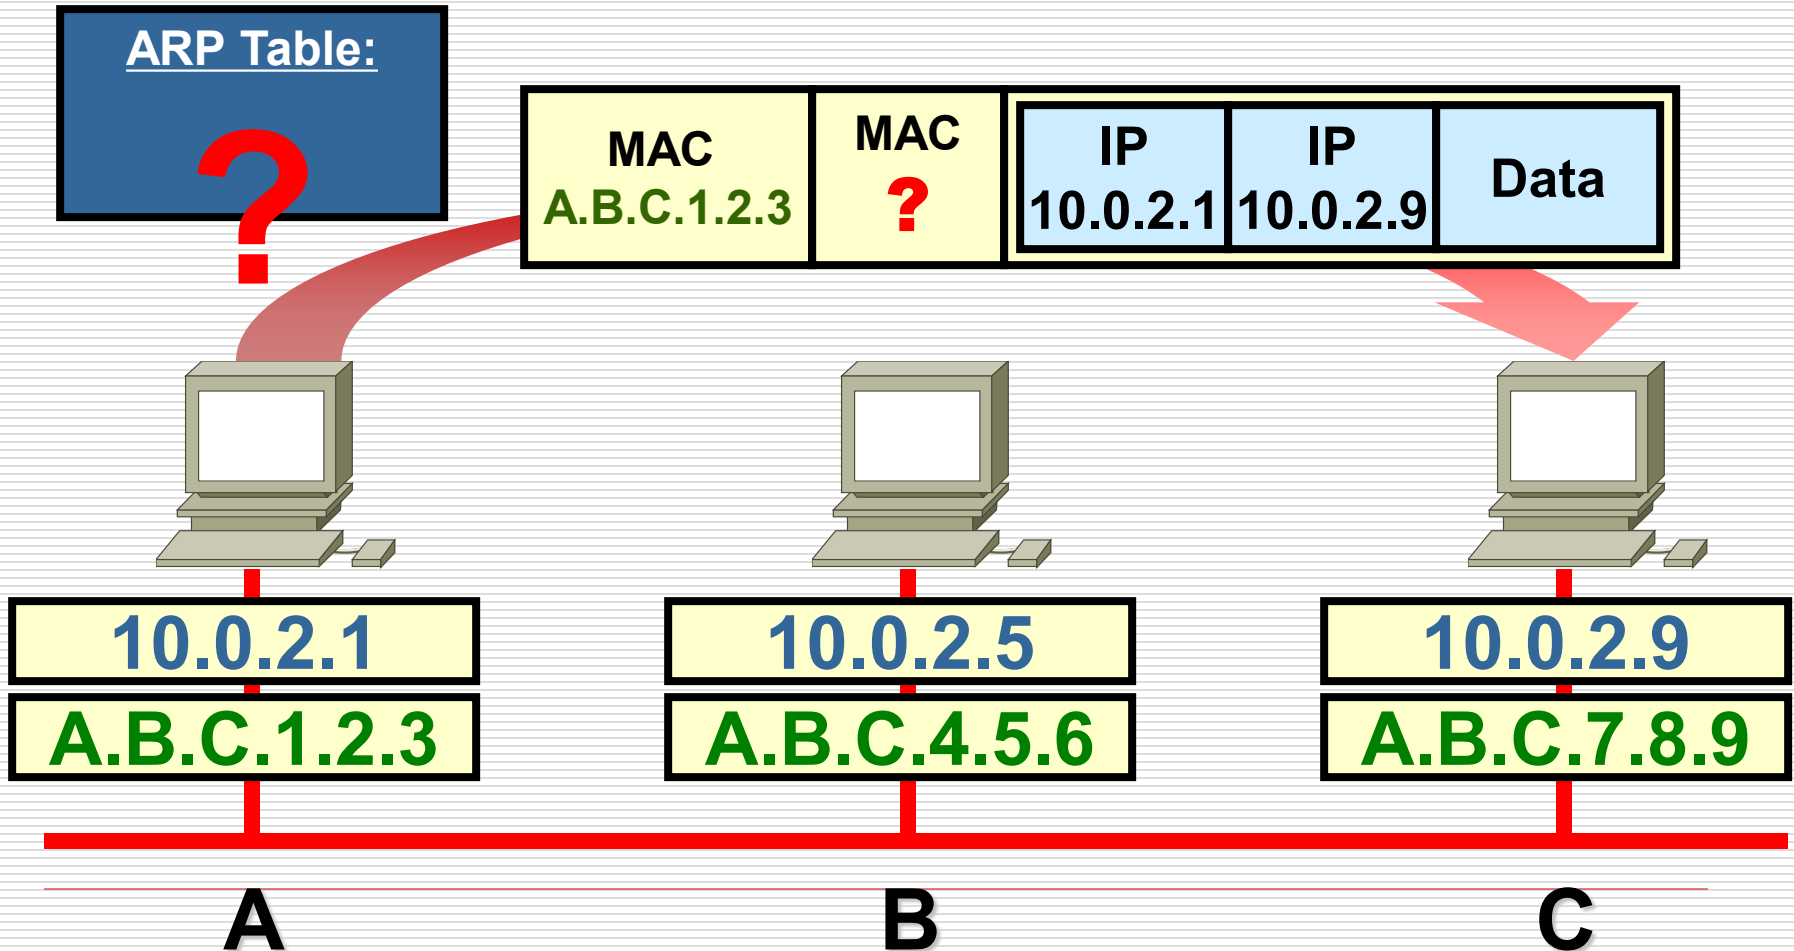 ARP Table:
?
MAC
A.B.C.1.2.3
MAC
?
IP
10.0.2.1
IP
10.0.2.9
Data
10.0.2.1
A.B.C.1.2.3
10.0.2.5
A.B.C.4.5.6
10.0.2.9
A.B.C.7.8.9
A
B
C